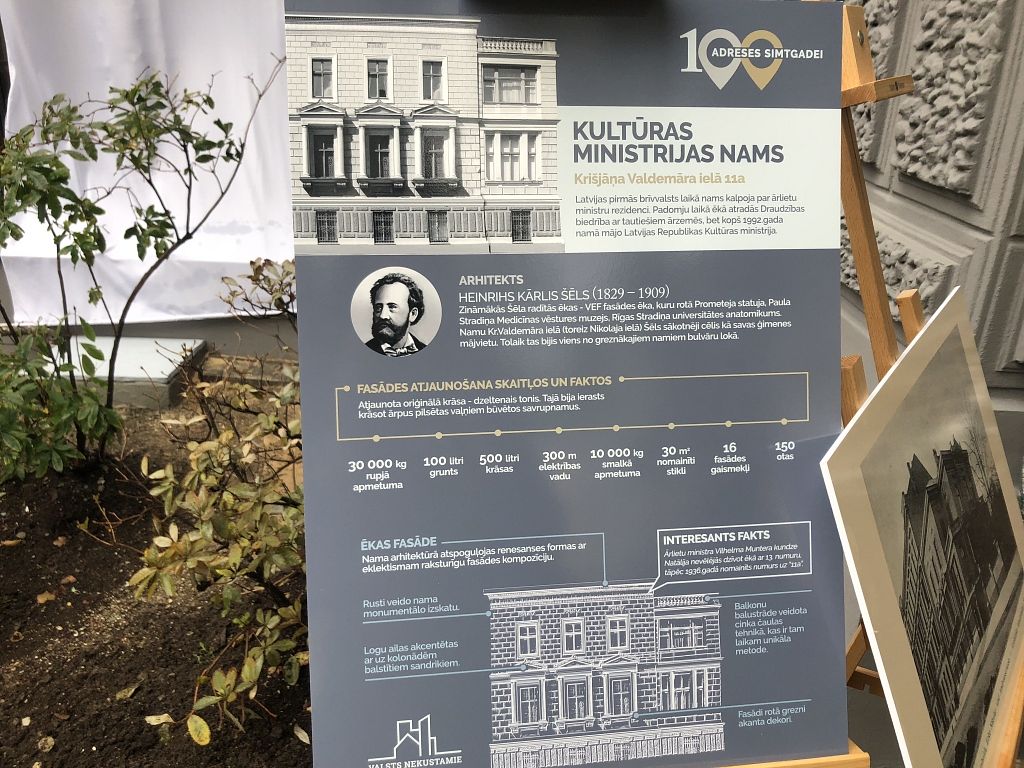 100 ADRESES SIMTGADEI
KULTŪRAS
MINISTRIJAS NAMS
Krišjāņa Valdemāra ielā 11a
Latvijas pirmās brīvvalsts laikā nams kalpoja par ārlietu
ministru rezidenci. Padomju laikā ēkā atradās Draudzības
biedrība ar tautiešiem ārzemēs, bet kopš 1992.gada
namā mājo Latvijas Republikas Kultūras ministrija.
ARHITEKTS
HEINRIHS KĀRLIS ŠĒLS (1829 – 1909)
Zināmākās Šēla radītās ēkas - VEF fasādes ēka, kuru rotā Prometeja statuja, Paula
Stradiņa Medicīnas vēstures muzejs, Rīgas Stradiņa universitātes anatomikums.
Namu Kr.Valdemāra ielā (toreiz Nikolaja ielā) Šēls sākotnēji cēlis kā savas ģimenes
mājvietu. Tolaik tas bijis viens no greznākajiem namiem bulvāru lokā.
FASĀDES ATJAUNOŠANA SKAITĻOS UN FAKTOS
Atjaunota oriģinālā krāsa - dzeltenais tonis. Tajā bija ierasts
krāsot ārpus pilsētas vaļņiem būvētos savrupnamus.
30 000 kg
rupjā
apmetuma
100 litri
grunts
500 litri
krāsas
300 m
elektrības
vadu
10 000 kg
smalkā
apmetuma
30 m²
nomainīti
stikli
16
fasādes
gaismekļi
150
otas
ĒKAS FASĀDE
Nama arhitektūrā atspoguļojas renesanses formas ar
eklektismam raksturīgu fasādes kompozīciju.
INTERESANTS FAKTS
Ārlietu ministra Vilhelma Muntera kundze
Natālija nevēlējās dzīvot ēkā ar 13. numuru,
tāpēc 1936.gadā nomainīts numurs uz "11a".
Rusti veido nama
monumentālo izskatu.
Logu ailas akcentētas
ar uz kolonādēm
balstītiem sandrikiem.
Balkonu
balustrāde veidota
cinka čaulas
tehnikā, kas ir tam
laikam unikāla
metode.
Fasādi rotā grezni
akanta dekori.
VALSTS NEKUSTAMIE